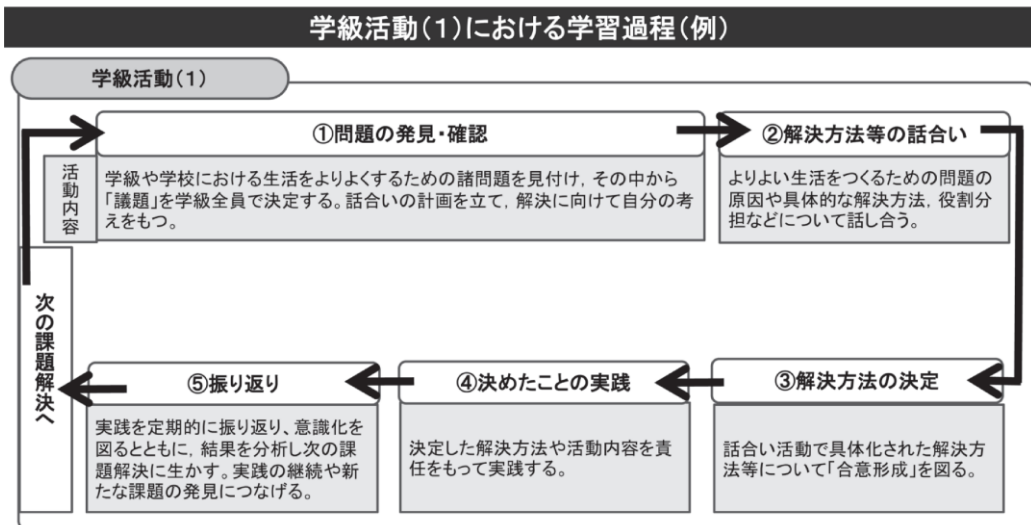 学級活動(１)における学習過程(例)
学級活動(１)
①問題の発見・確認
活動内容
学級や学校における生活をよりよくするための諸問題を見付け，その中から
「議題」を学級全員で決定する。話合いの計画を立て，解決に向けて自分の考
えをもつ。
②解決方法等の話合い
よりよい生活をつくるための問題の
原因や具体的な解決方法，役割分
担などについて話し合う。
③解決方法の決定
話合い活動で具体化された解決方
法等について「合意形成」を図る。
④決めたことの実践
決定した解決方法や活動内容を責
任をもって実践する。
⑤振り返り
実践を定期的に振り返り、意識化を
図るとともに，結果を分析し次の課
題解決に生かす。実践の継続や新
たな課題の発見につなげる。
次の課題解決へ